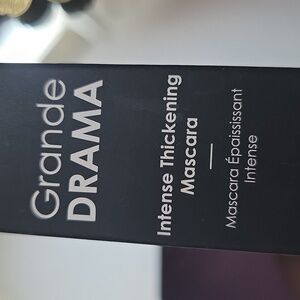 Grande
DRAMA
Intense Thickening
Mascara
Mascara Épaississant
Intense